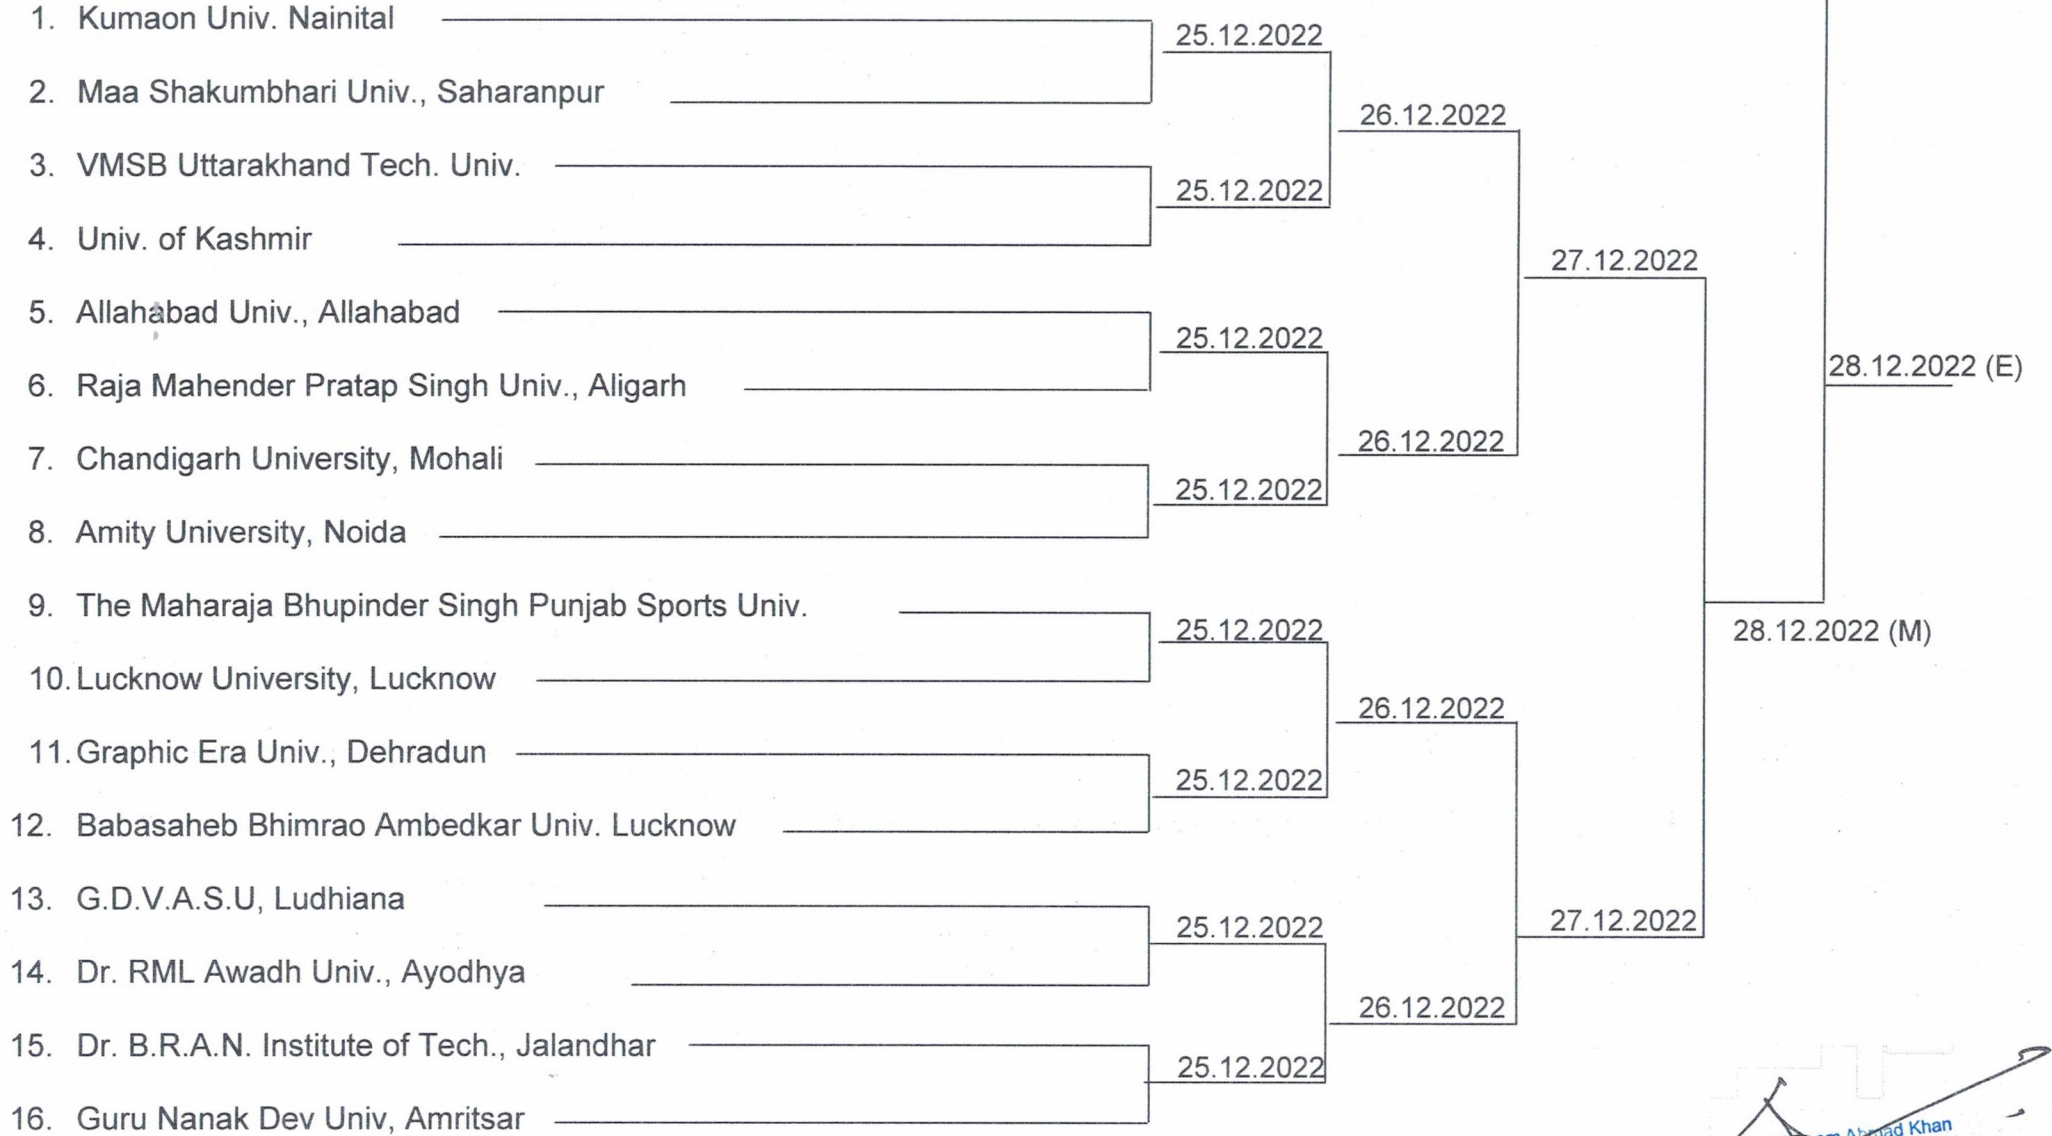 1. Kumaon Univ. Nainital
25.12.2022
2. Maa Shakumbhari Univ., Saharanpur
26.12.2022
3. VMSB Uttarakhand Tech. Univ.
25.12.2022
4. Univ. of Kashmir
27.12.2022
5. Allahabad Univ., Allahabad
25.12.2022
28.12.2022 (E)
6. Raja Mahender Pratap Singh Univ., Aligarh
26.12.2022
7. Chandigarh University, Mohali
25.12.2022
8. Amity University, Noida
9. The Maharaja Bhupinder Singh Punjab Sports Univ.
25.12.2022
28.12.2022 (M)
10. Lucknow University, Lucknow
26.12.2022
11. Graphic Era Univ., Dehradun
25.12.2022
12. Babasaheb Bhimrao Ambedkar Univ. Lucknow
13. G.D.V.A.S.U, Ludhiana
25.12.2022
27.12.2022
14. Dr. RML Awadh Univ., Ayodhya
26.12.2022
15. Dr. B.R.A.N. Institute of Tech., Jalandhar
25.12.2022
16. Guru Nanak Dev Univ, Amritsar
Ahmad Khan